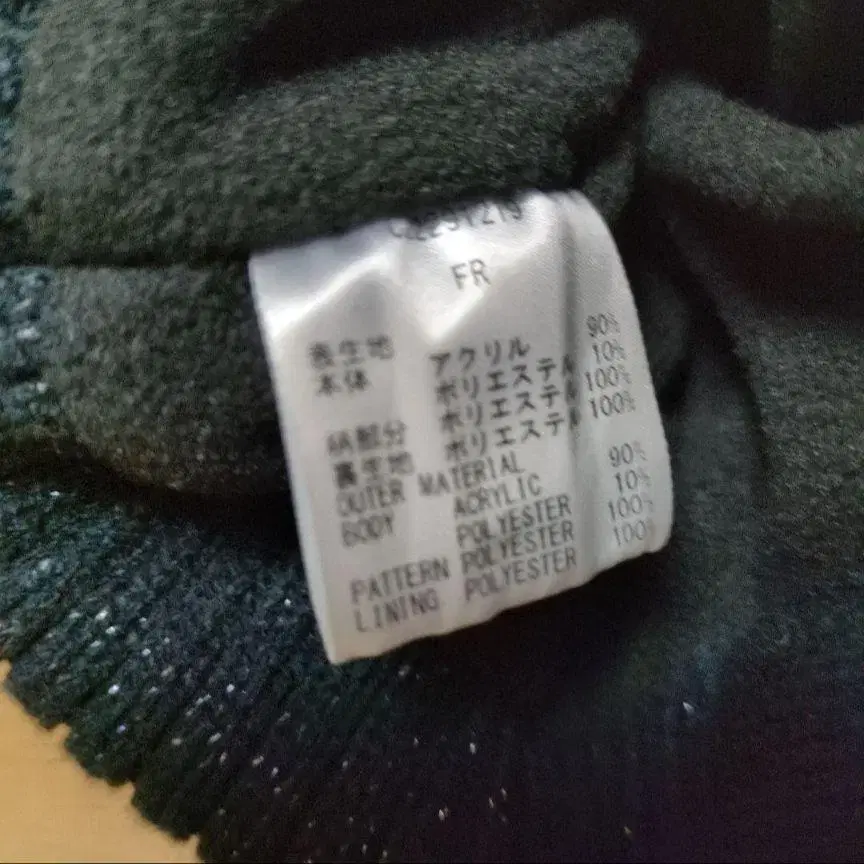 FR
表生地
本体 アクリル 90%
ポリエステル 10%
柄部分 ポリエステル 100%
裏生地 ポリエステル 100%
OUTER MATERIAL
BODY ACRYLIC 90%
POLYESTER 10%
PATTERN POLYESTER 100%
LINING POLYESTER 100%